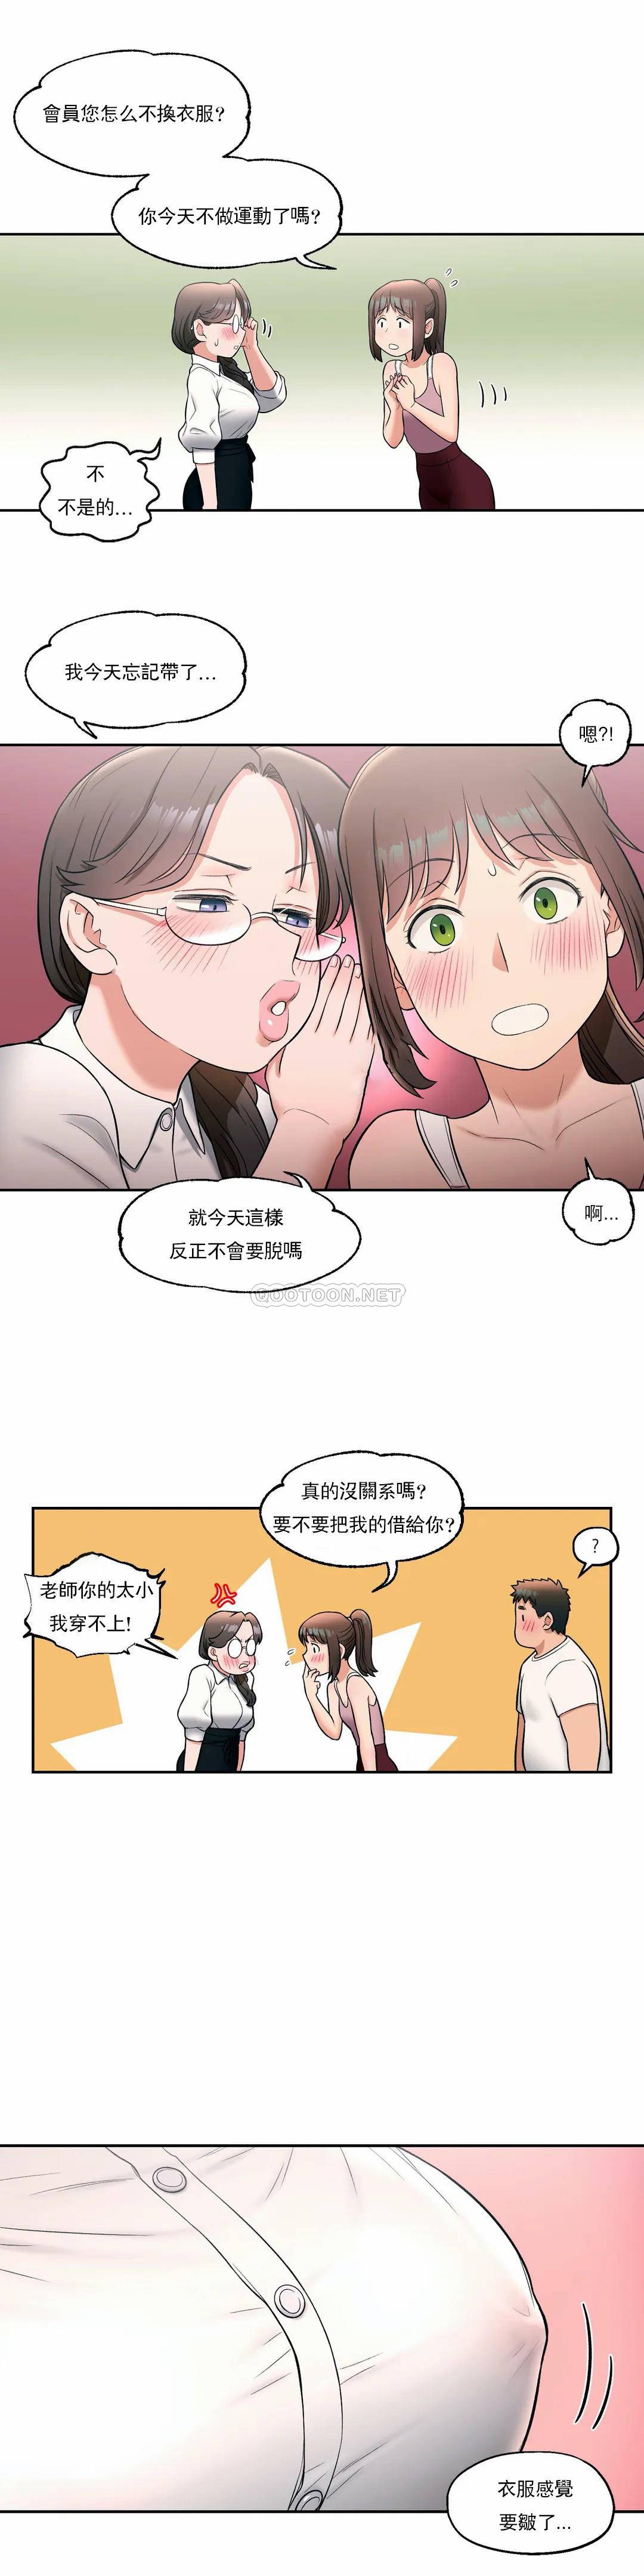 會員您怎么不換衣服?
你今天不做運動了嗎?
不
不是的...
我今天忘記帶了...
嗯?!
就今天這樣
反正不會要脫嗎
啊...
QOOTOON.NET
真的沒關系嗎?
要不要把我的借給你?
?
老師你的太小
我穿不上!
衣服感覺
要皺了...